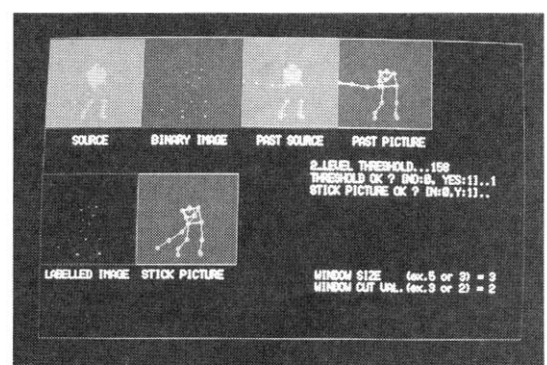 SOURCE BINARY IMAGE PAST SOURCE PAST PICTURE
2_LEVEL THRESHOLD...158
THRESHOLD OK ? [NO:0, YES:1]..1
STICK PICTURE OK ? [N:0,Y:1]..
LABELLED IMAGE STICK PICTURE
WINDOW SIZE (ex.5 or 3) = 3
WINDOW CUT VAL.(ex.3 or 2) = 2